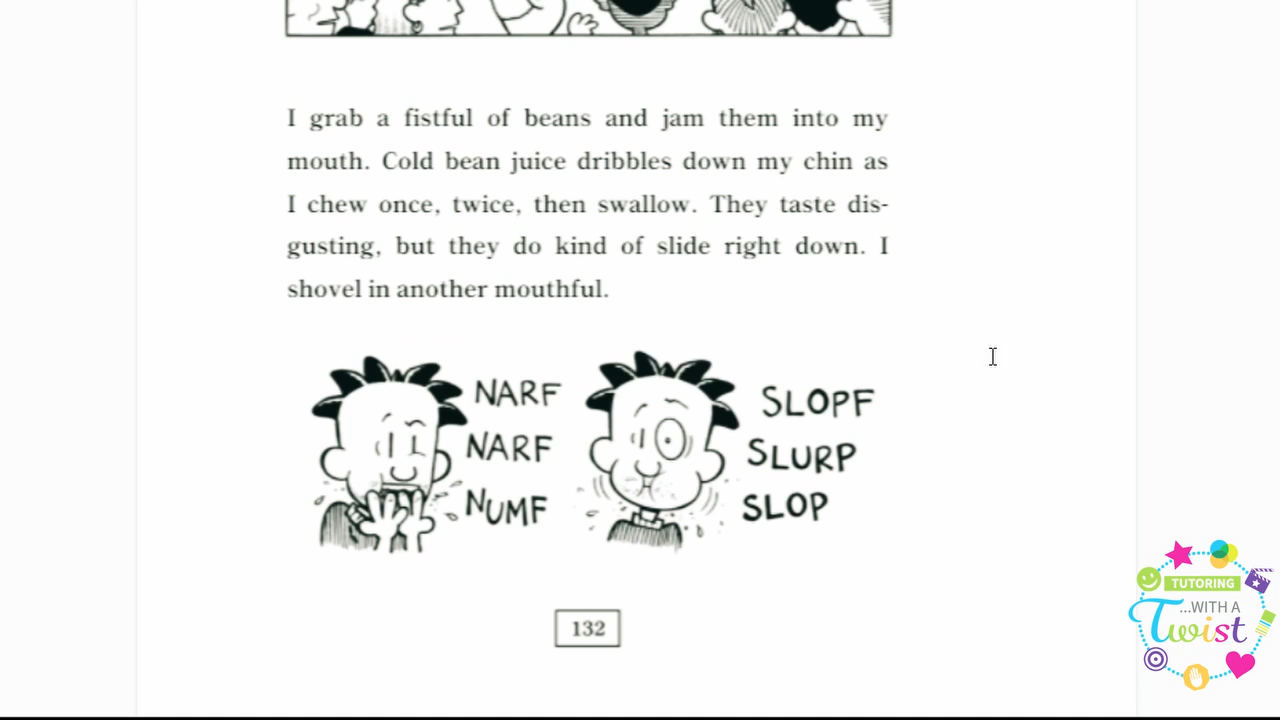 I grab a fistful of beans and jam them into my
mouth. Cold bean juice dribbles down my chin as
I chew once, twice, then swallow. They taste dis-
gusting, but they do kind of slide right down. I
shovel in another mouthful.
NARF
NARF
NUMF
SLOPF
SLURP
SLOP
132
TUTORING
...WITH A
Twist